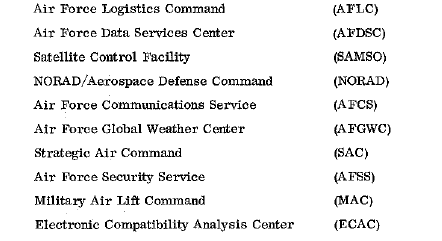 Air Force Logistics Command (AFLC)
Air Force Data Services Center (AFDSC)
Satellite Control Facility (SAMSO)
NORAD/Aerospace Defense Command (NORAD)
Air Force Communications Service (AFCS)
Air Force Global Weather Center (AFGWC)
Strategic Air Command (SAC)
Air Force Security Service (AFSS)
Military Air Lift Command (MAC)
Electronic Compatibility Analysis Center (ECAC)